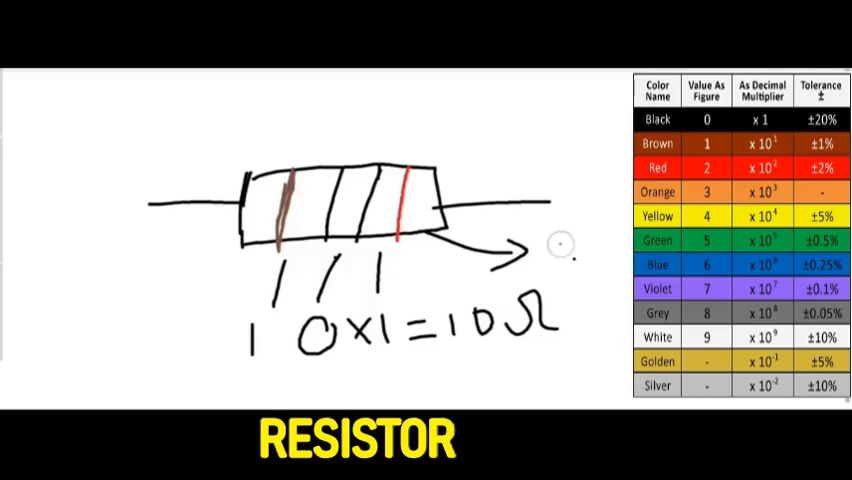 Color Name Value As Figure As Decimal Multiplier Tolerance ±
Black 0 x 1 ±20%
Brown 1 x 10¹ ±1%
Red 2 x 10² ±2%
Orange 3 x 10³ -
Yellow 4 x 10⁴ ±5%
Green 5 x 10⁵ ±0.5%
Blue 6 x 10⁶ ±0.25%
Violet 7 x 10⁷ ±0.1%
Grey 8 x 10⁸ ±0.05%
White 9 x 10⁹ ±10%
Golden - x 10⁻¹ ±5%
Silver - x 10⁻² ±10%
1 0x1=10Ω
RESISTOR